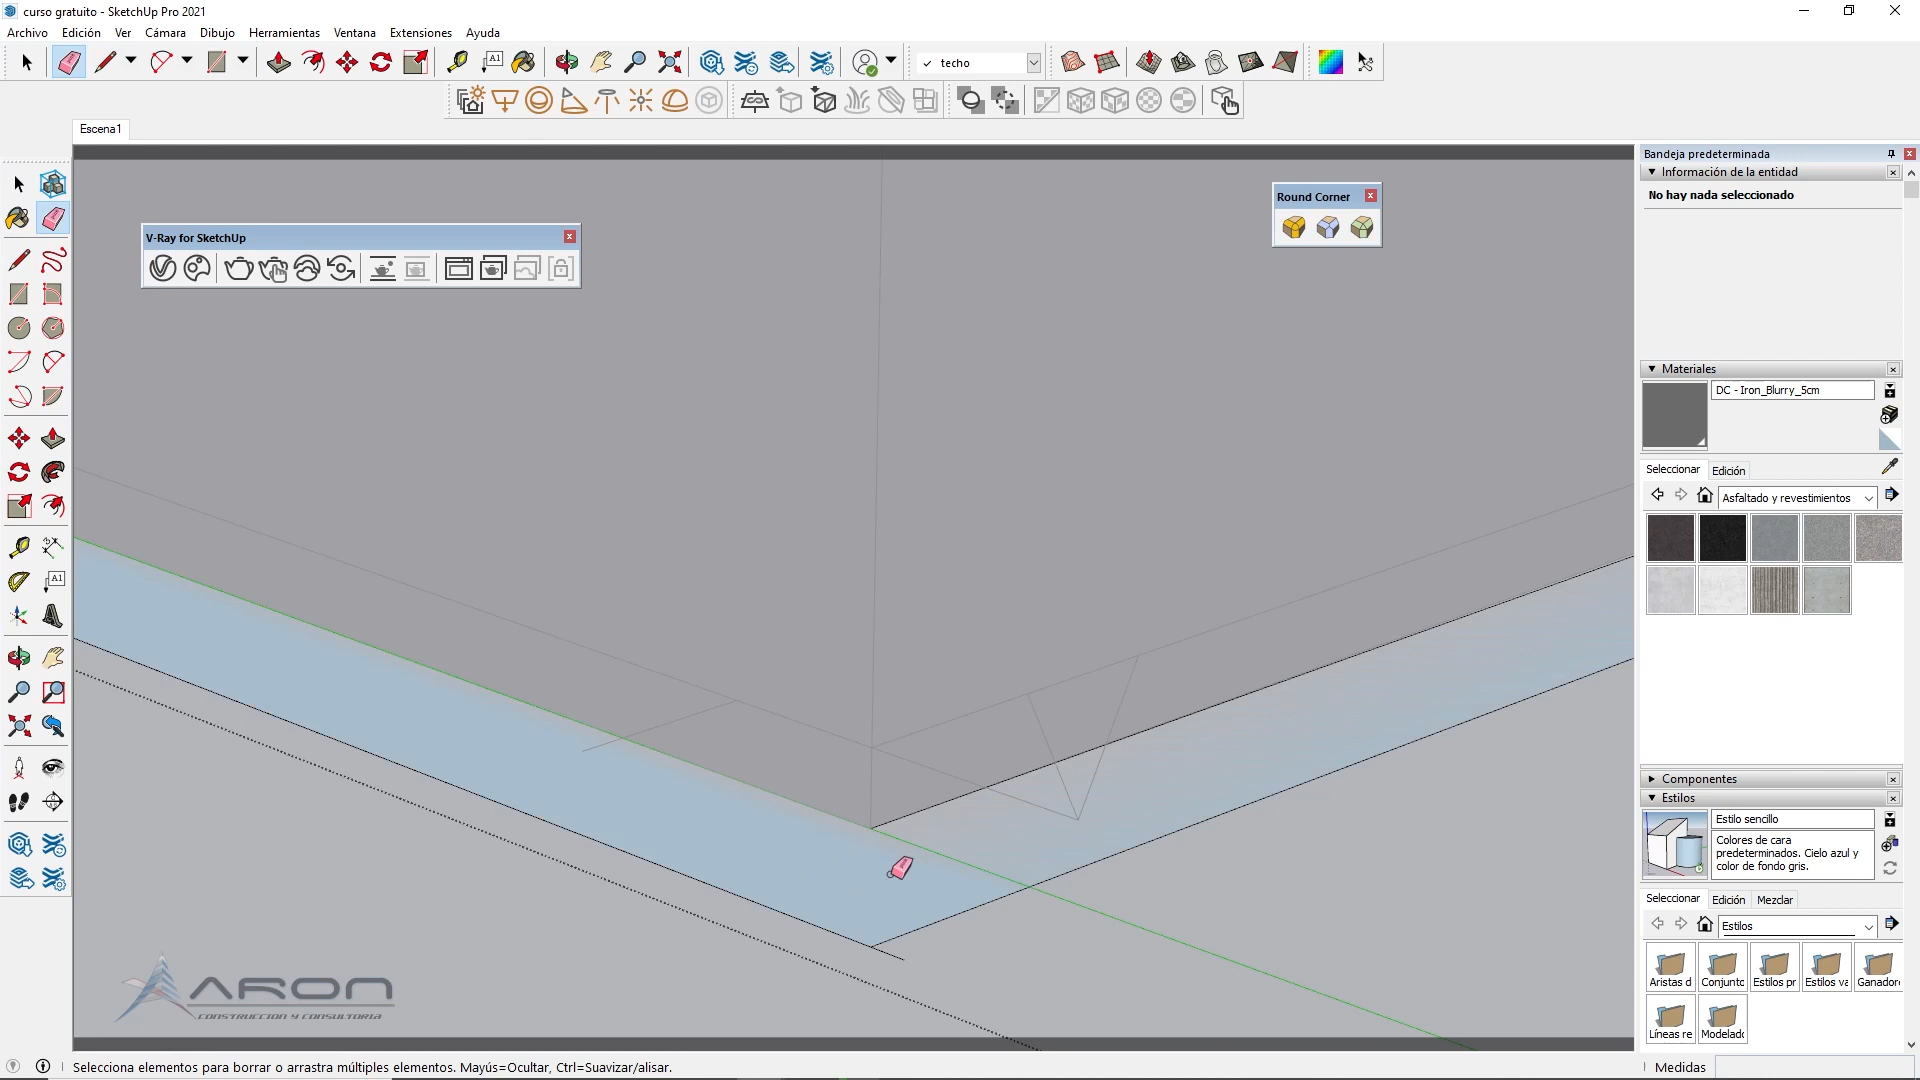 curso gratuito - SketchUp Pro 2021
Archivo Edición Ver Cámara Dibujo Herramientas Ventana Extensiones Ayuda
techo
Escena1
Bandeja predeterminada
Información de la entidad
No hay nada seleccionado
Round Corner
V-Ray for SketchUp
Materiales
DC - Iron_Blurry_5cm
Seleccionar Edición
Asfaltado y revestimientos
Componentes
Estilos
Estilo sencillo
Colores de cara
predeterminados. Cielo azul y
color de fondo gris.
Seleccionar Edición Mezclar
Estilos
Aristas d Conjunto Estilos pr Estilos va Ganador
Líneas re Modelad
ARON
CONSTRUCCION Y CONSULTORIA
Selecciona elementos para borrar o arrastra múltiples elementos. Mayús=Ocultar, Ctrl=Suavizar/alisar.
Medidas